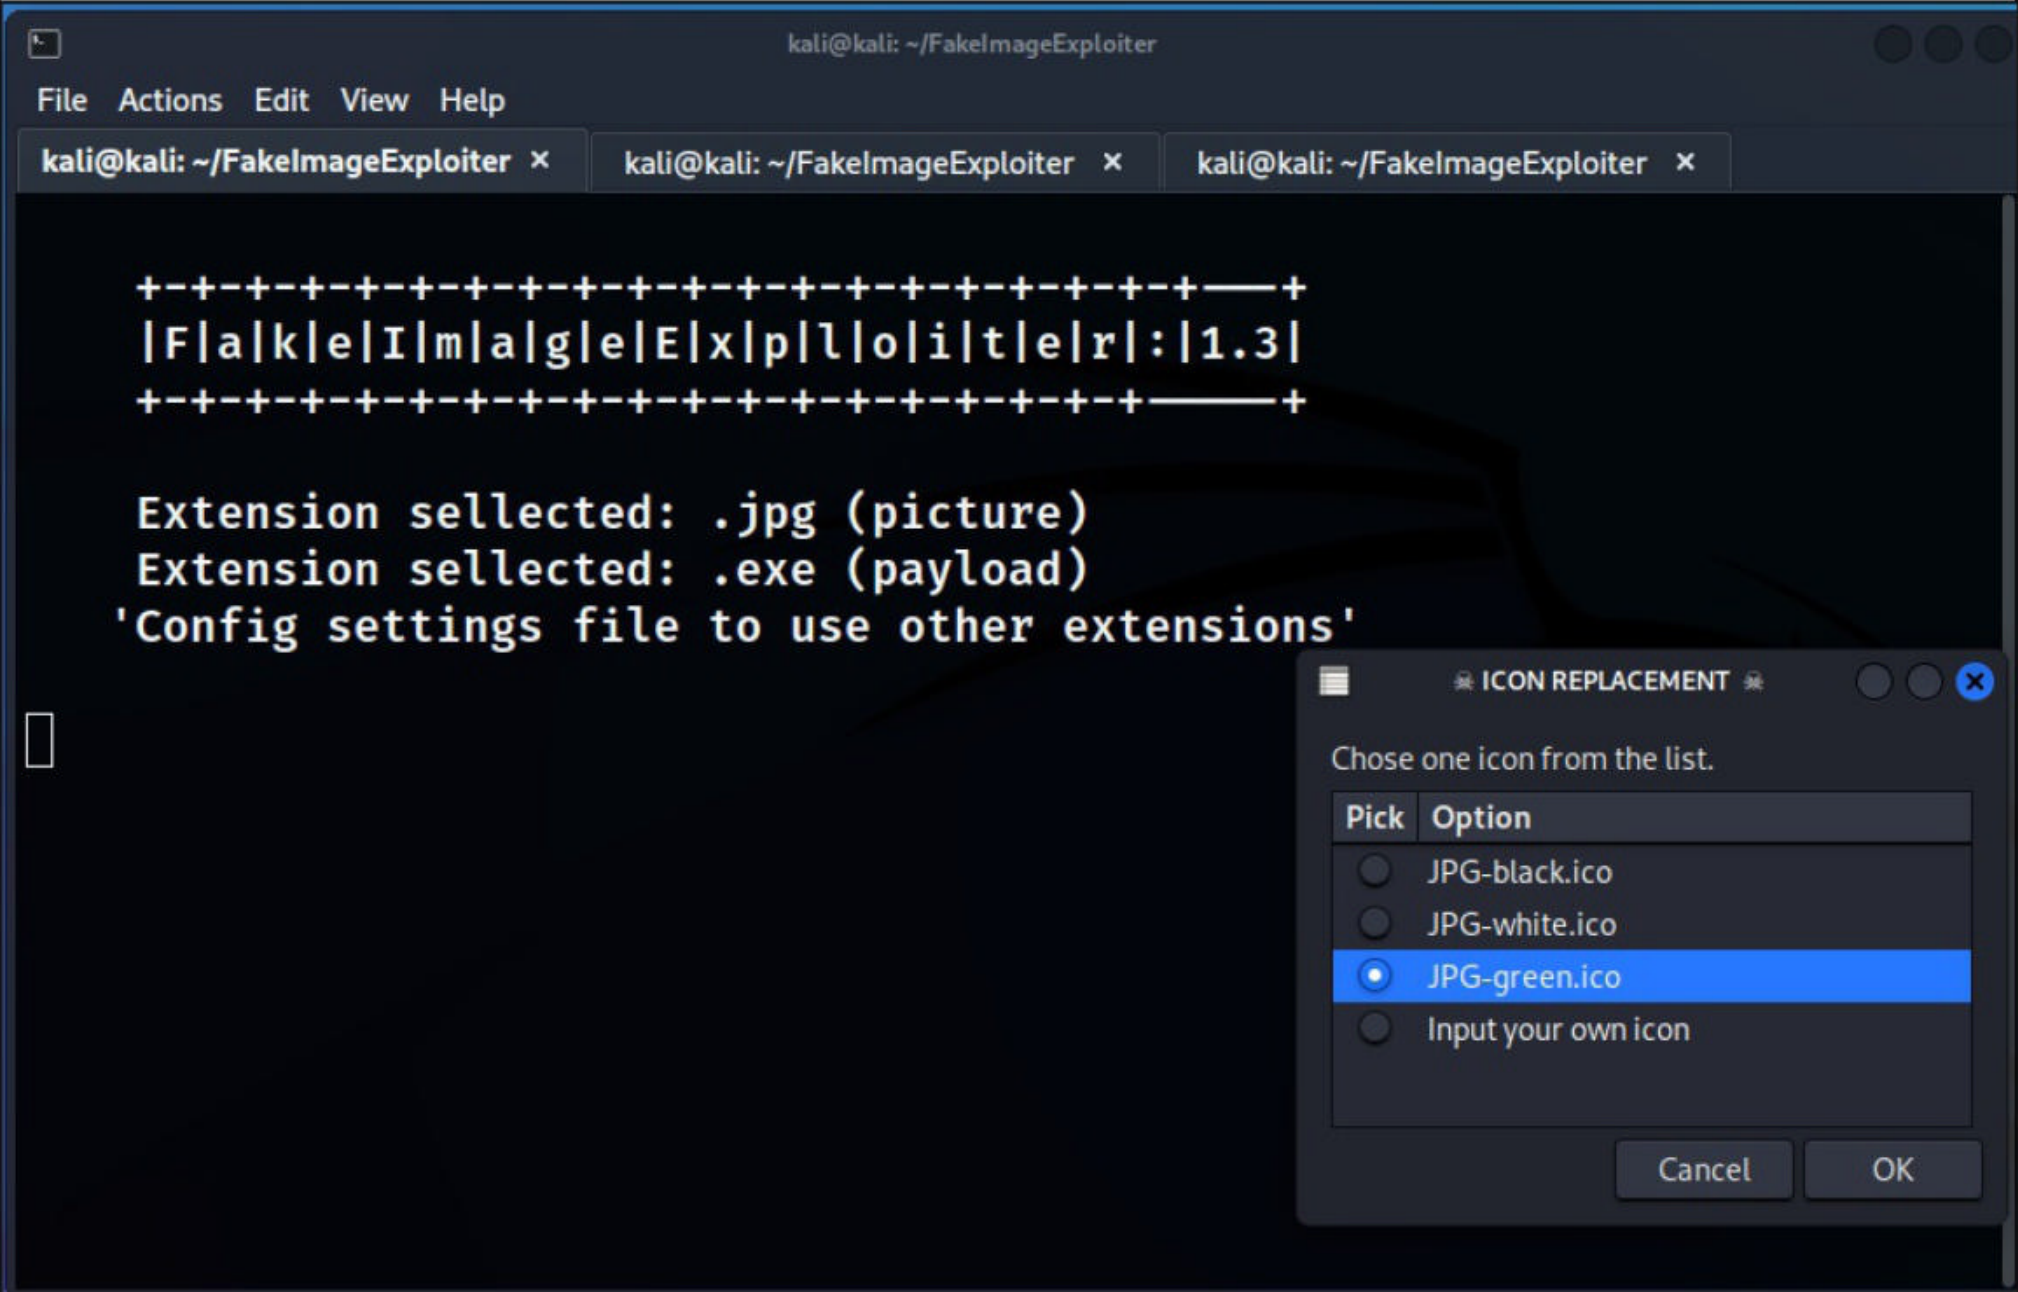 kali@kali: ~/FakeImageExploiter
File Actions Edit View Help
kali@kali: ~/FakeImageExploiter × kali@kali: ~/FakeImageExploiter × kali@kali: ~/FakeImageExploiter ×
+-+-+-+-+-+-+-+-+-+-+-+-+-+-+-+-+-+-+-+-+---+
|F|a|k|e|I|m|a|g|e|E|x|p|l|o|i|t|e|r|:|1.3|
+-+-+-+-+-+-+-+-+-+-+-+-+-+-+-+-+-+-+-----+
Extension sellected: .jpg (picture)
Extension sellected: .exe (payload)
'Config settings file to use other extensions'
☠ ICON REPLACEMENT ☠
Chose one icon from the list.
Pick Option
JPG-black.ico
JPG-white.ico
JPG-green.ico
Input your own icon
Cancel OK